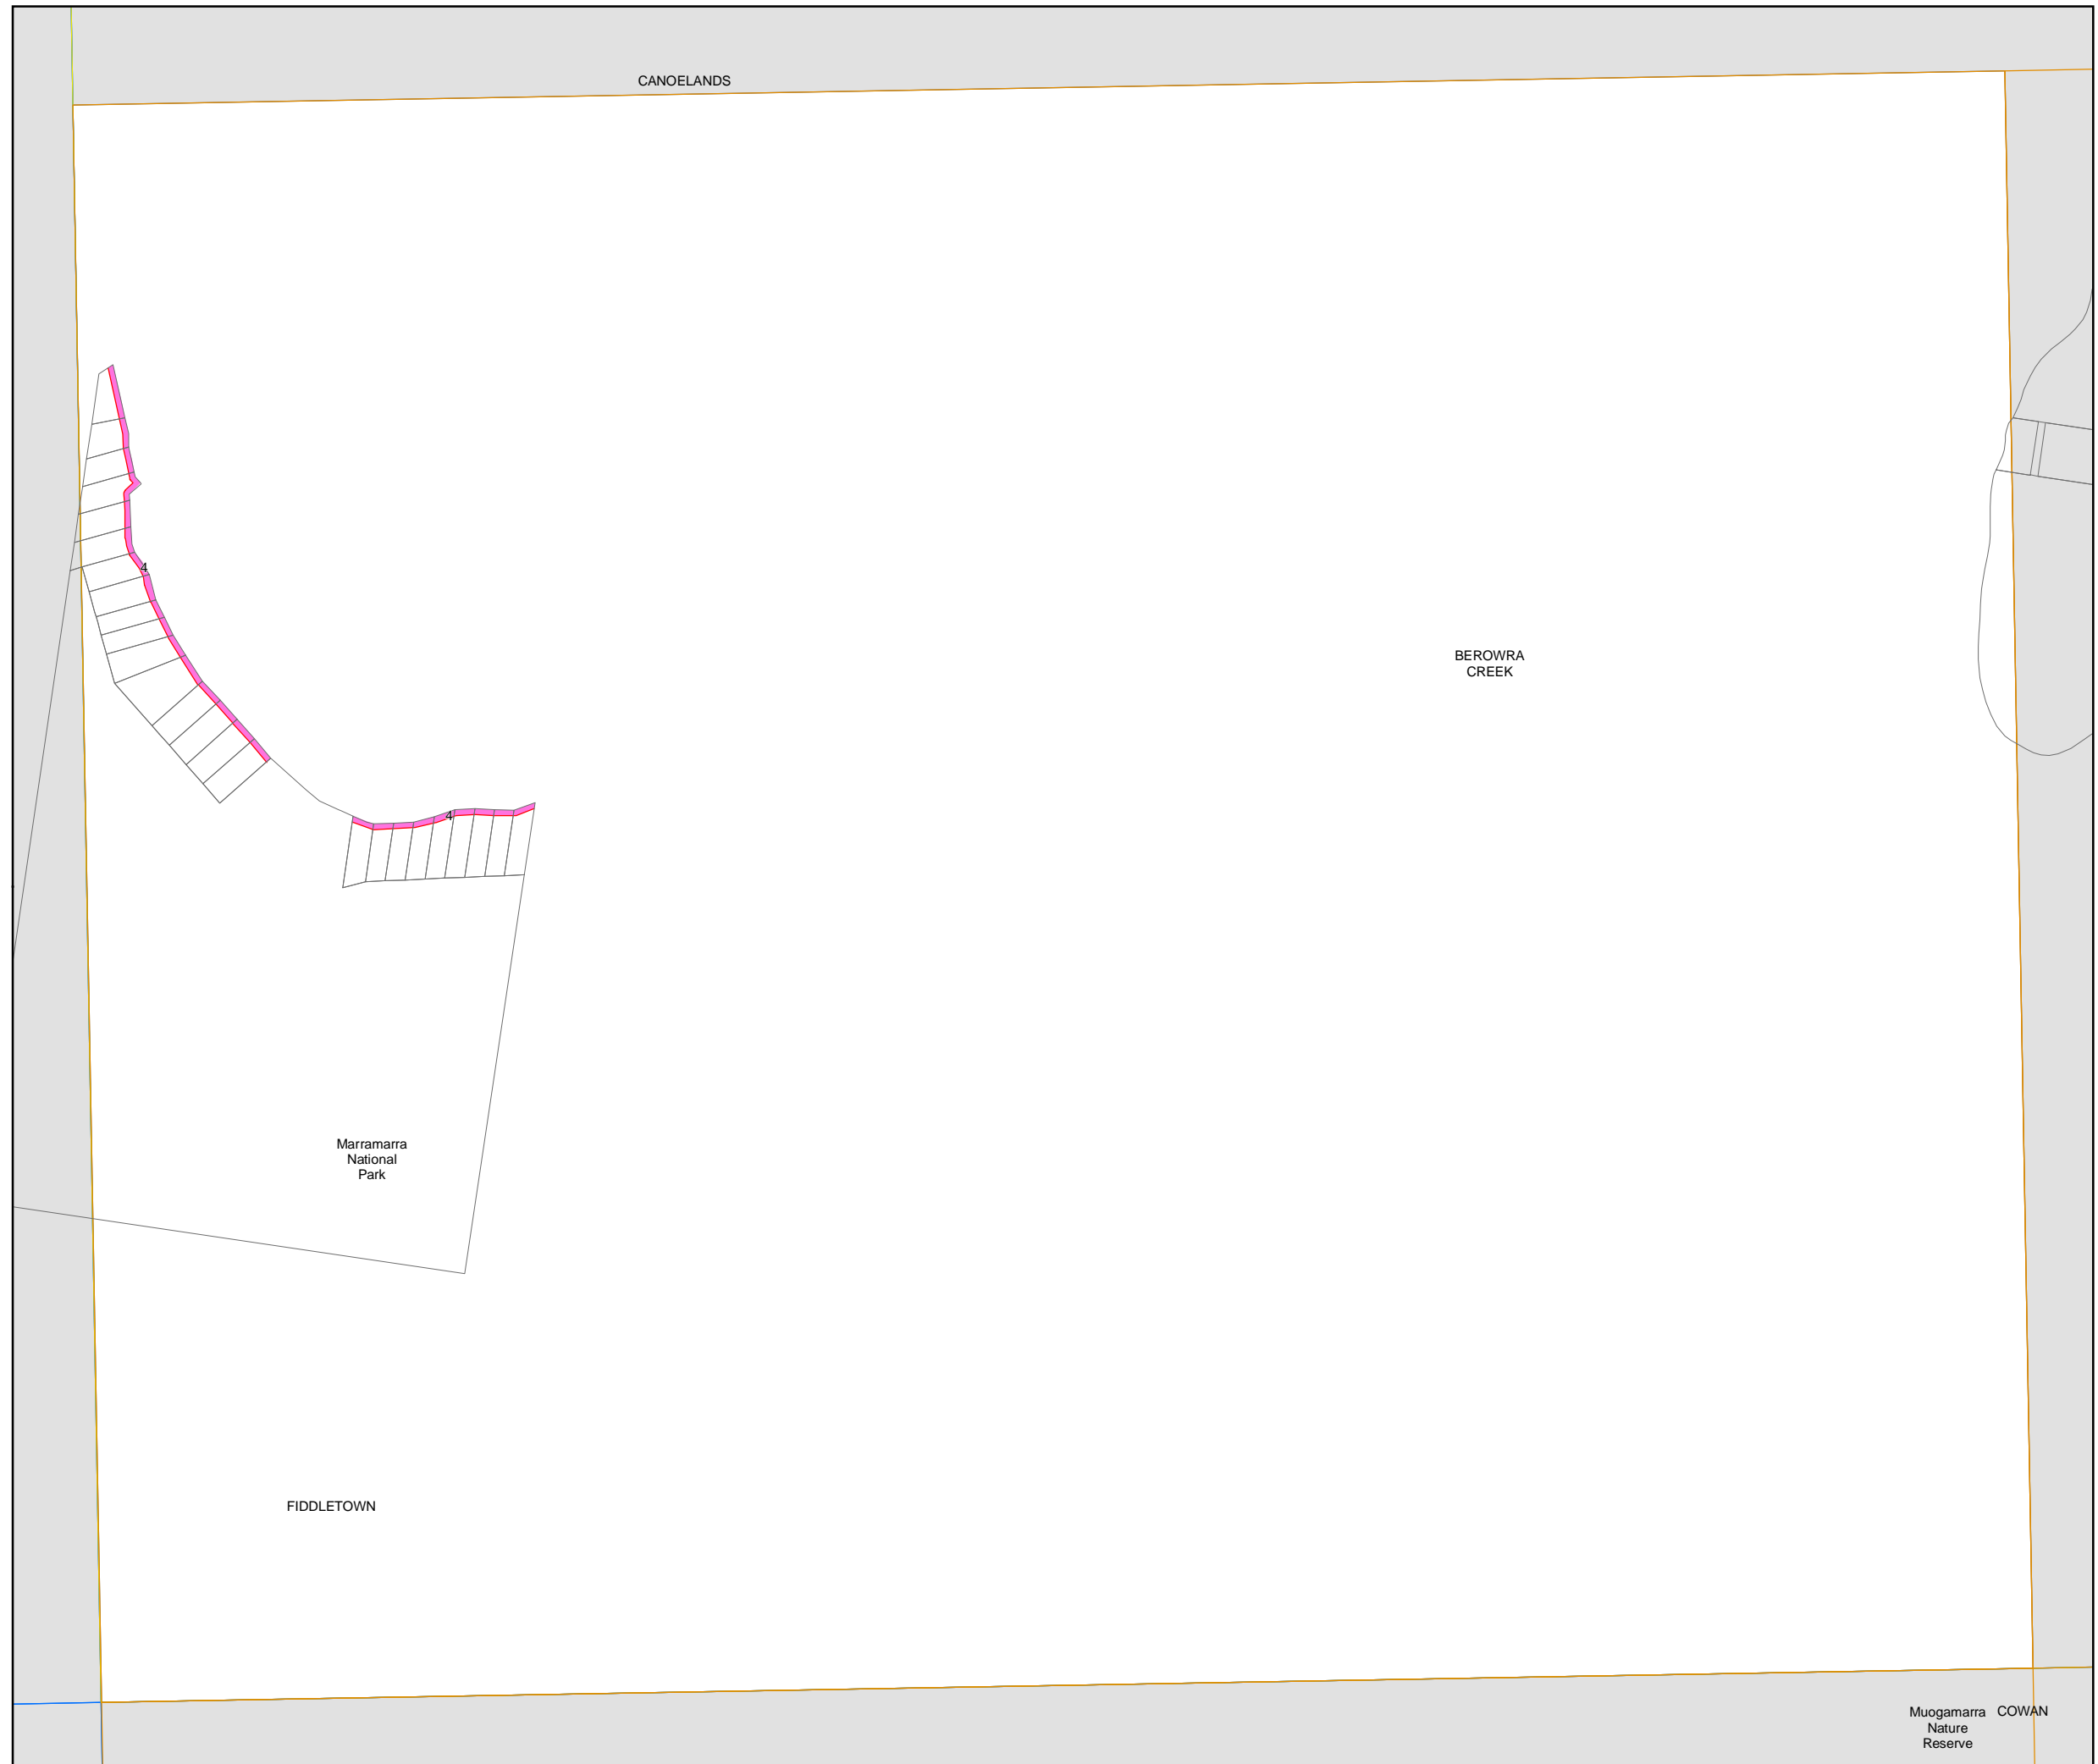 CANOELANDS
4
BEROWRA
CREEK
4
Marramarra
National
Park
FIDDLETOWN
Muogamarra
Nature
Reserve
COWAN